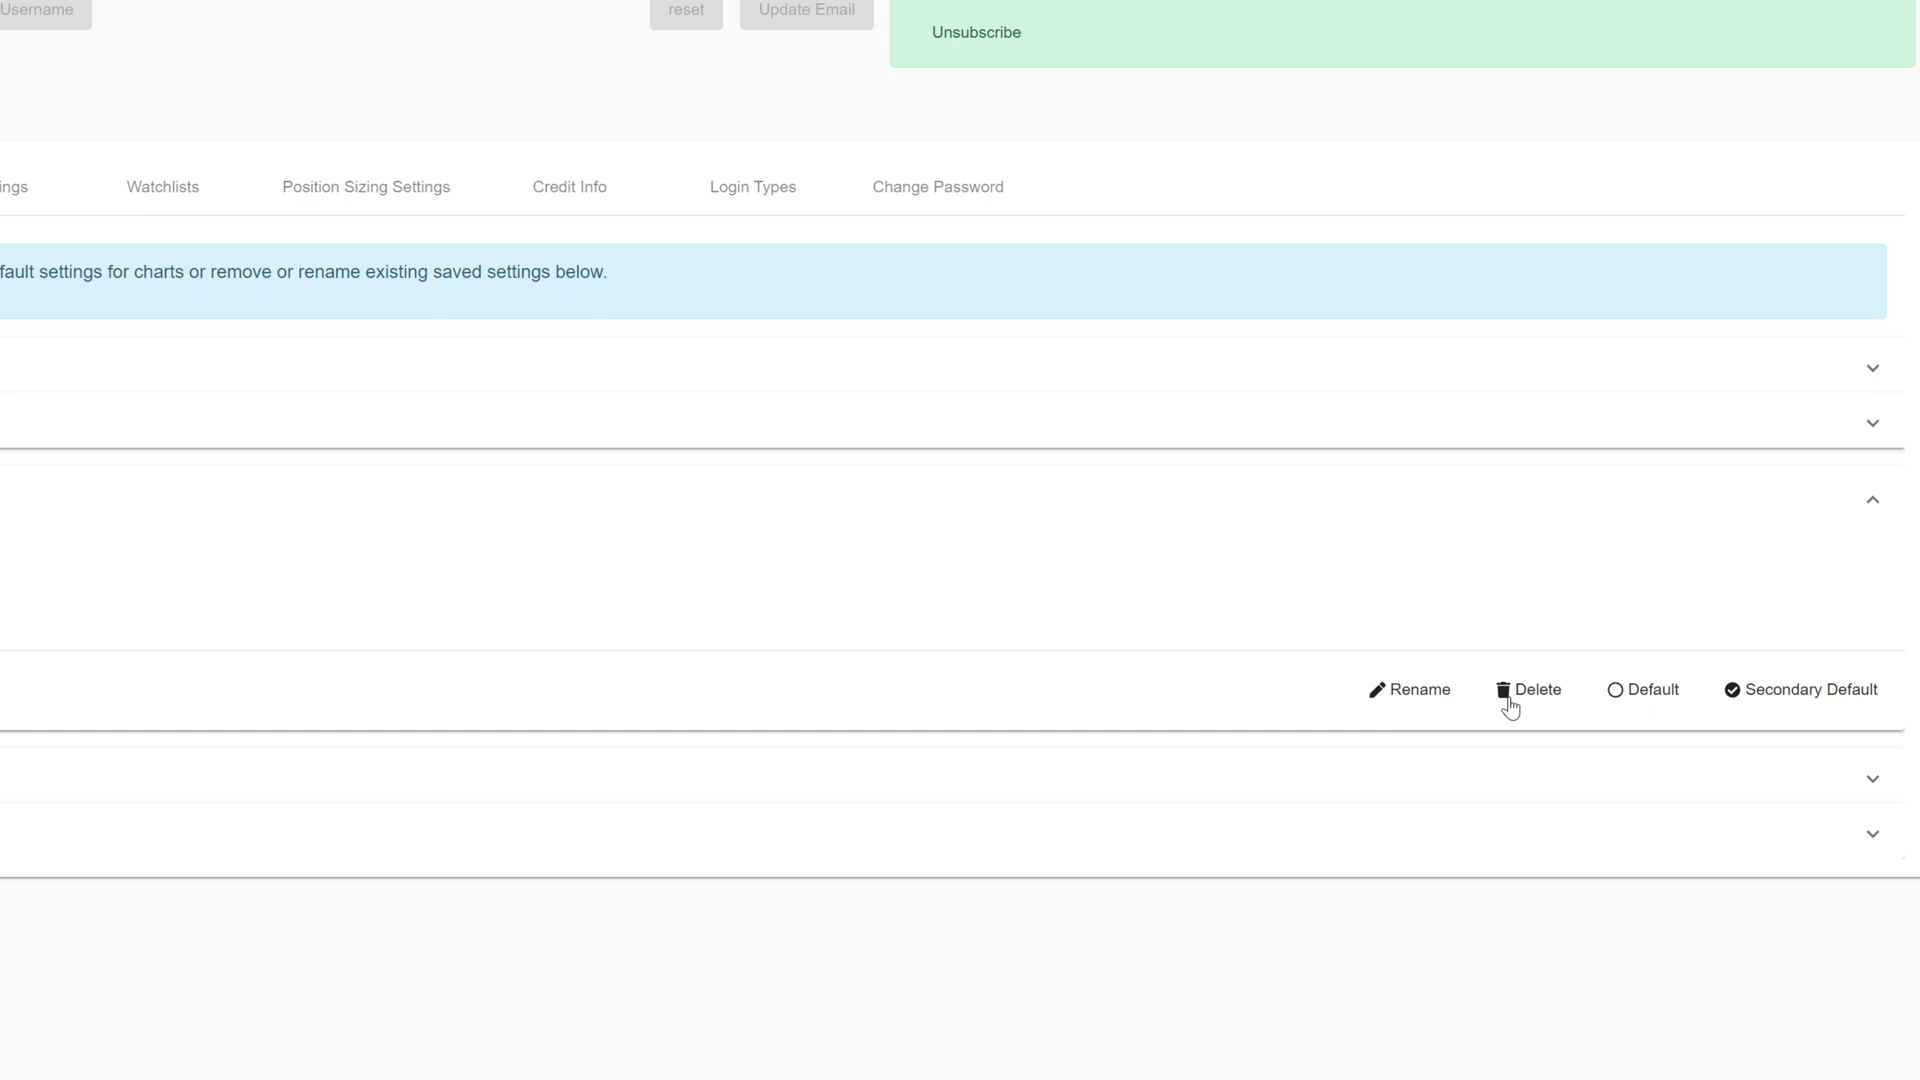 Username
reset
Update Email
Unsubscribe
ings
Watchlists
Position Sizing Settings
Credit Info
Login Types
Change Password
fault settings for charts or remove or rename existing saved settings below.
Rename
Delete
Default
Secondary Default